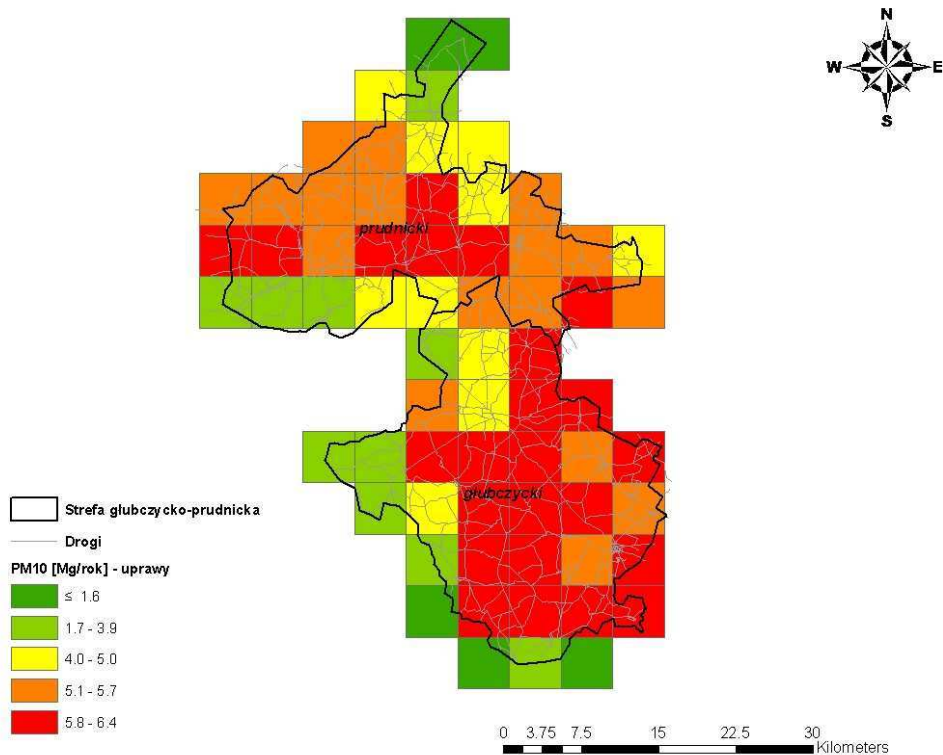 N
W E
S
prudnicki
głubczycki
Strefa głubczycko-prudnicka
Drogi
PM10 [Mg/rok] - uprawy
≤ 1.6
1.7 - 3.9
4.0 - 5.0
5.1 - 5.7
5.8 - 6.4
0 3.75 7.5 15 22.5 30
Kilometers